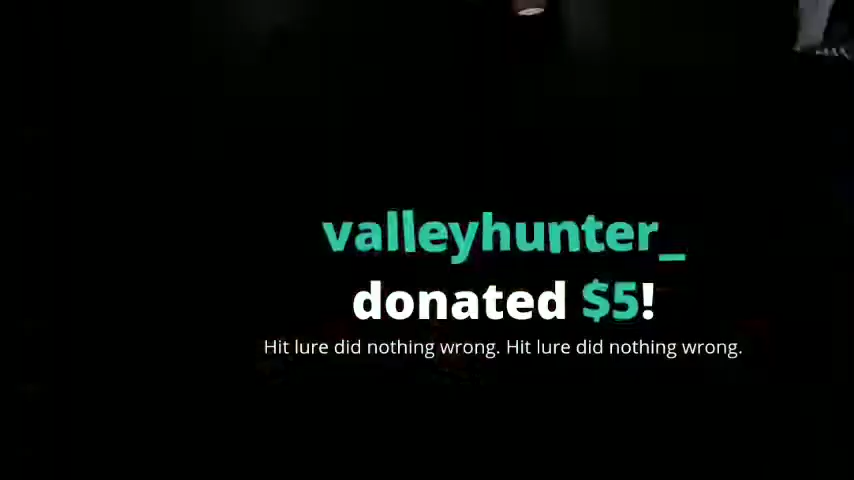 valleyhunter_
donated $5!
Hit lure did nothing wrong. Hit lure did nothing wrong.